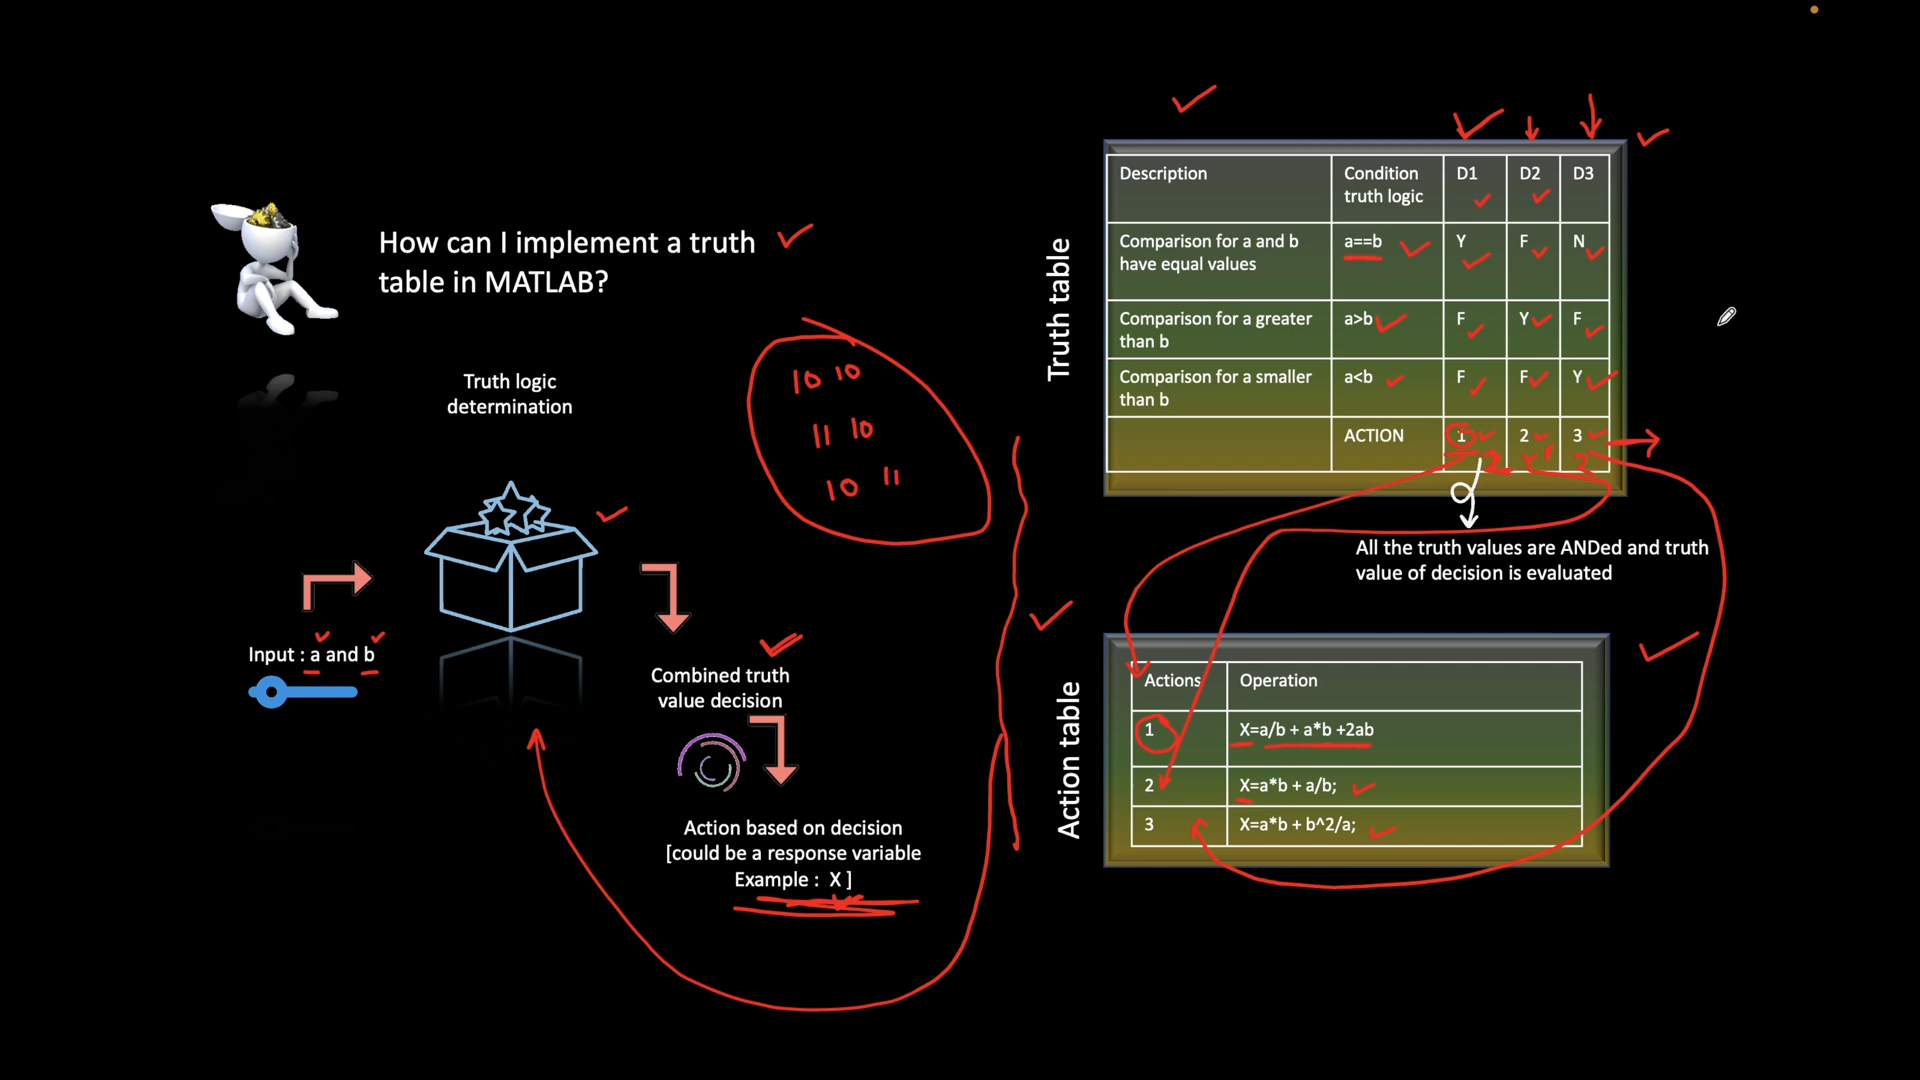 How can I implement a truth
table in MATLAB?
Truth logic
determination
Input : a and b
Combined truth
value decision
Action based on decision
[could be a response variable
Example : X ]
10 10
11 10
10 11
Truth table
Description
Condition
truth logic
D1
D2
D3
Comparison for a and b
have equal values
a==b
Y
F
N
Comparison for a greater
than b
a>b
F
Y
F
Comparison for a smaller
than b
a<b
F
F
Y
ACTION
1
2
3
2
1
2
All the truth values are ANDed and truth
value of decision is evaluated
Action table
Actions
Operation
1
X=a/b + a*b +2ab
2
X=a*b + a/b;
3
X=a*b + b^2/a;